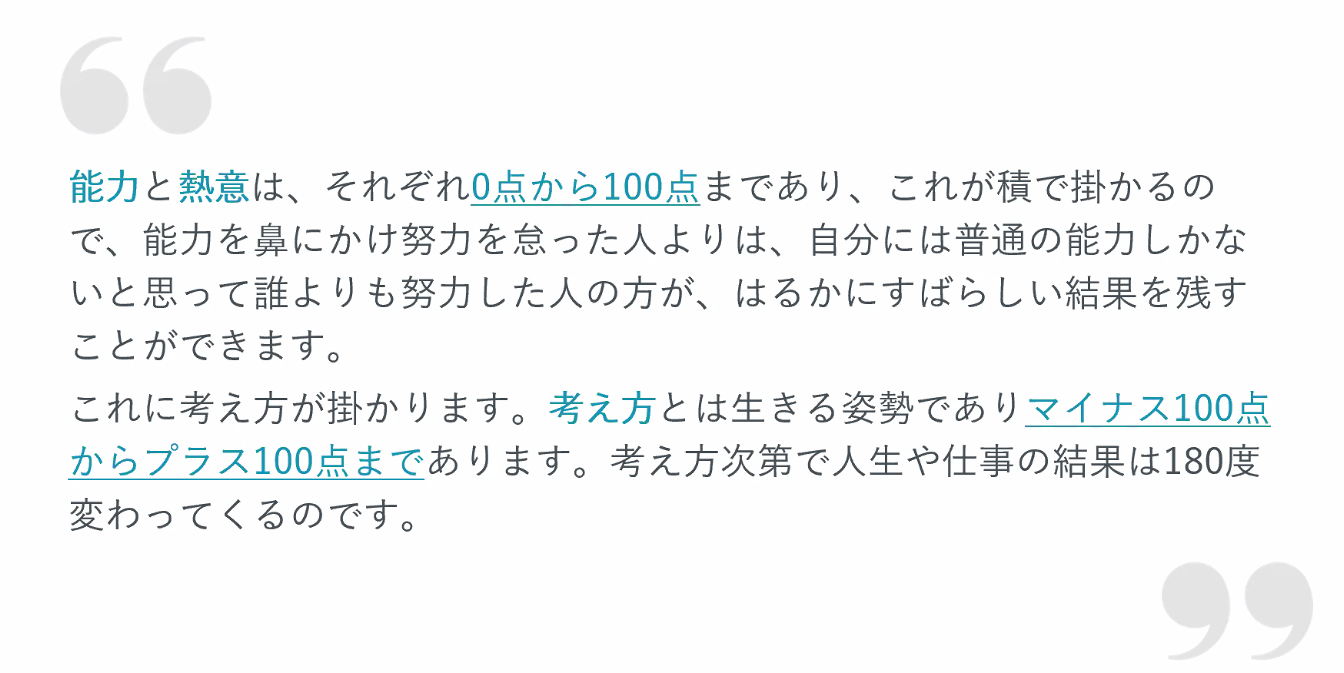 能力と熱意は、それぞれ0点から100点まであり、これが積で掛かるの
で、能力を鼻にかけ努力を怠った人よりは、自分には普通の能力しかな
いと思って誰よりも努力した人の方が、はるかにすばらしい結果を残す
ことができます。
これに考え方が掛かります。考え方とは生きる姿勢でありマイナス100点
からプラス100点まであります。考え方次第で人生や仕事の結果は180度
変わってくるのです。